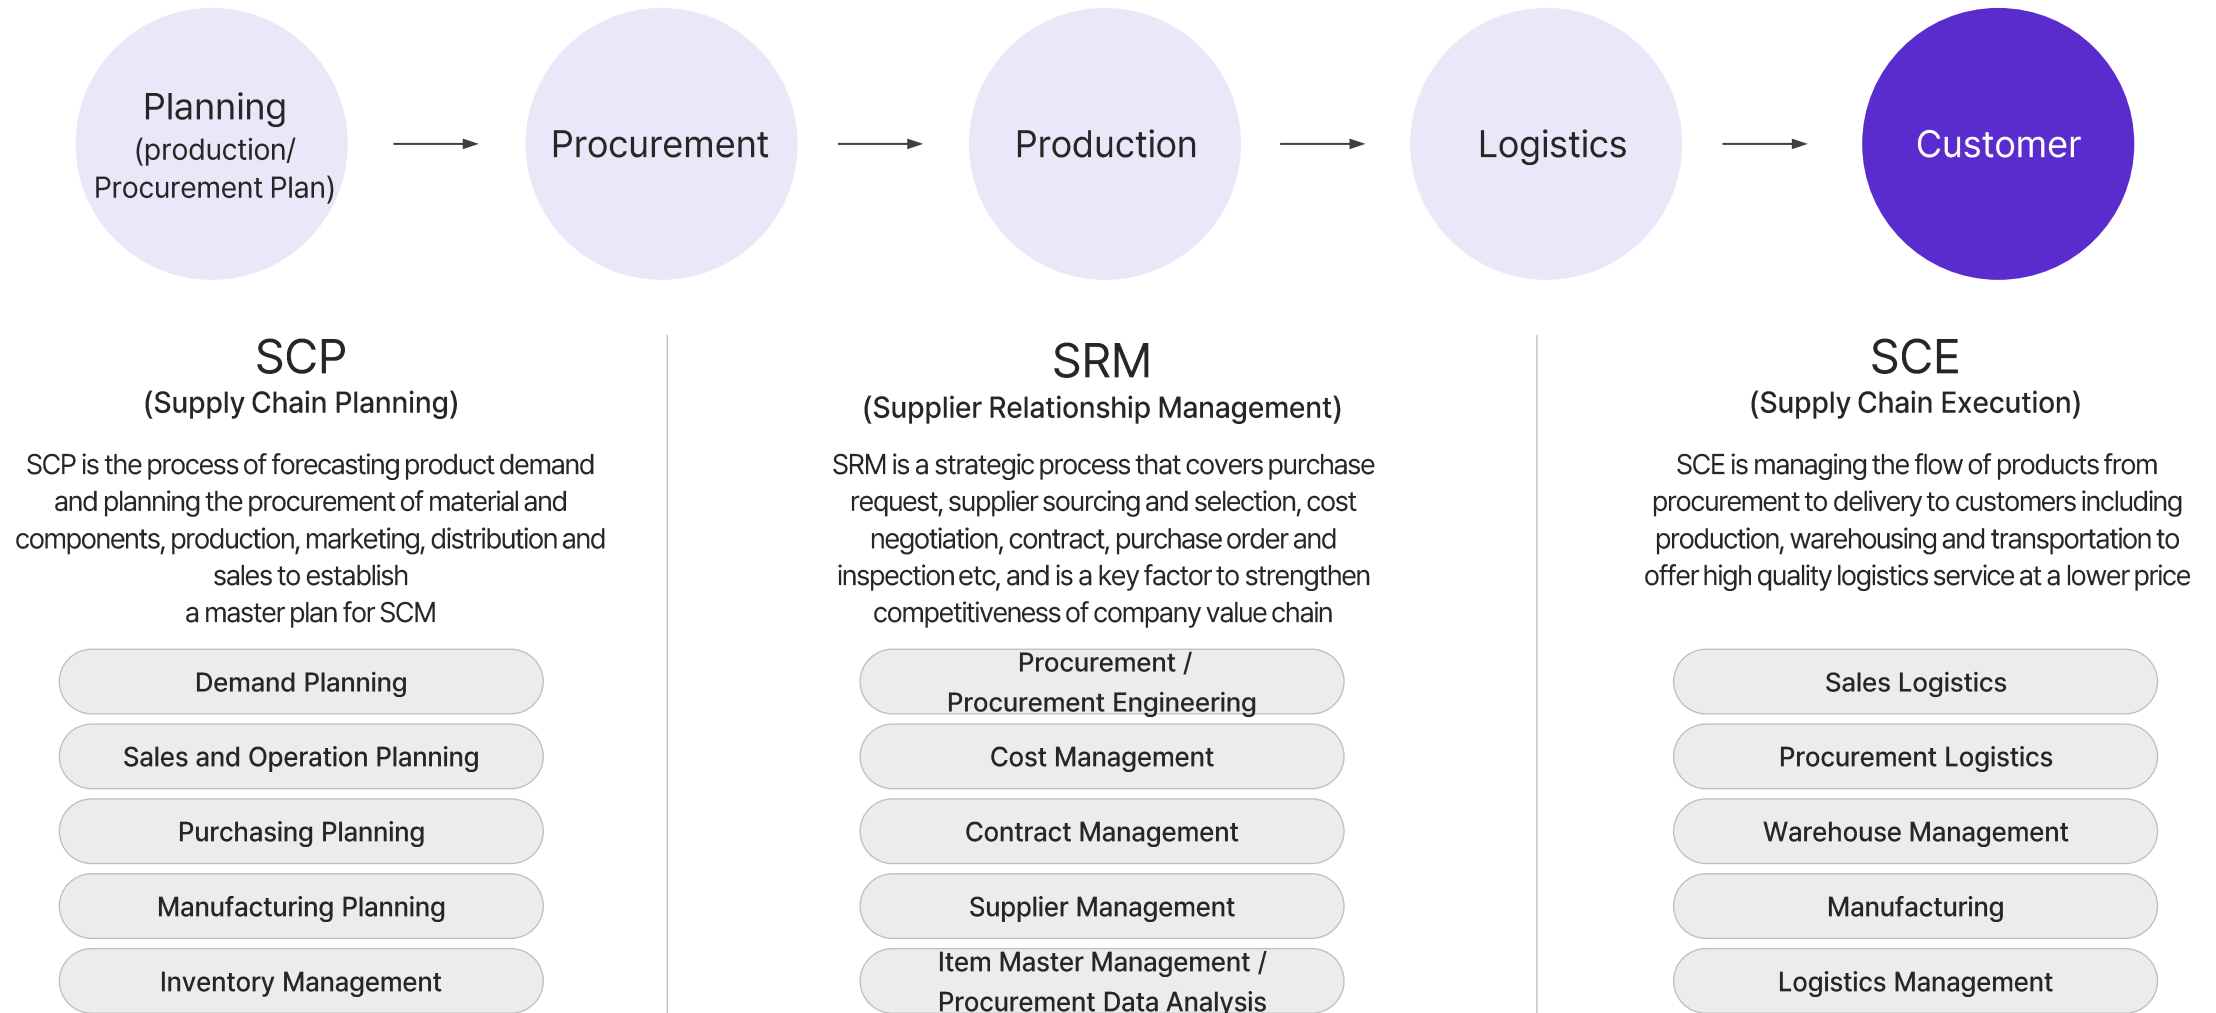 Planning
(production/
Procurement Plan)
Procurement
Production
Logistics
Customer
SCP
(Supply Chain Planning)
SCP is the process of forecasting product demand
and planning the procurement of material and
components, production, marketing, distribution and
sales to establish
a master plan for SCM
Demand Planning
Sales and Operation Planning
Purchasing Planning
Manufacturing Planning
Inventory Management
SRM
(Supplier Relationship Management)
SRM is a strategic process that covers purchase
request, supplier sourcing and selection, cost
negotiation, contract, purchase order and
inspection etc, and is a key factor to strengthen
competitiveness of company value chain
Procurement /
Procurement Engineering
Cost Management
Contract Management
Supplier Management
Item Master Management /
Procurement Data Analysis
SCE
(Supply Chain Execution)
SCE is managing the flow of products from
procurement to delivery to customers including
production, warehousing and transportation to
offer high quality logistics service at a lower price
Sales Logistics
Procurement Logistics
Warehouse Management
Manufacturing
Logistics Management